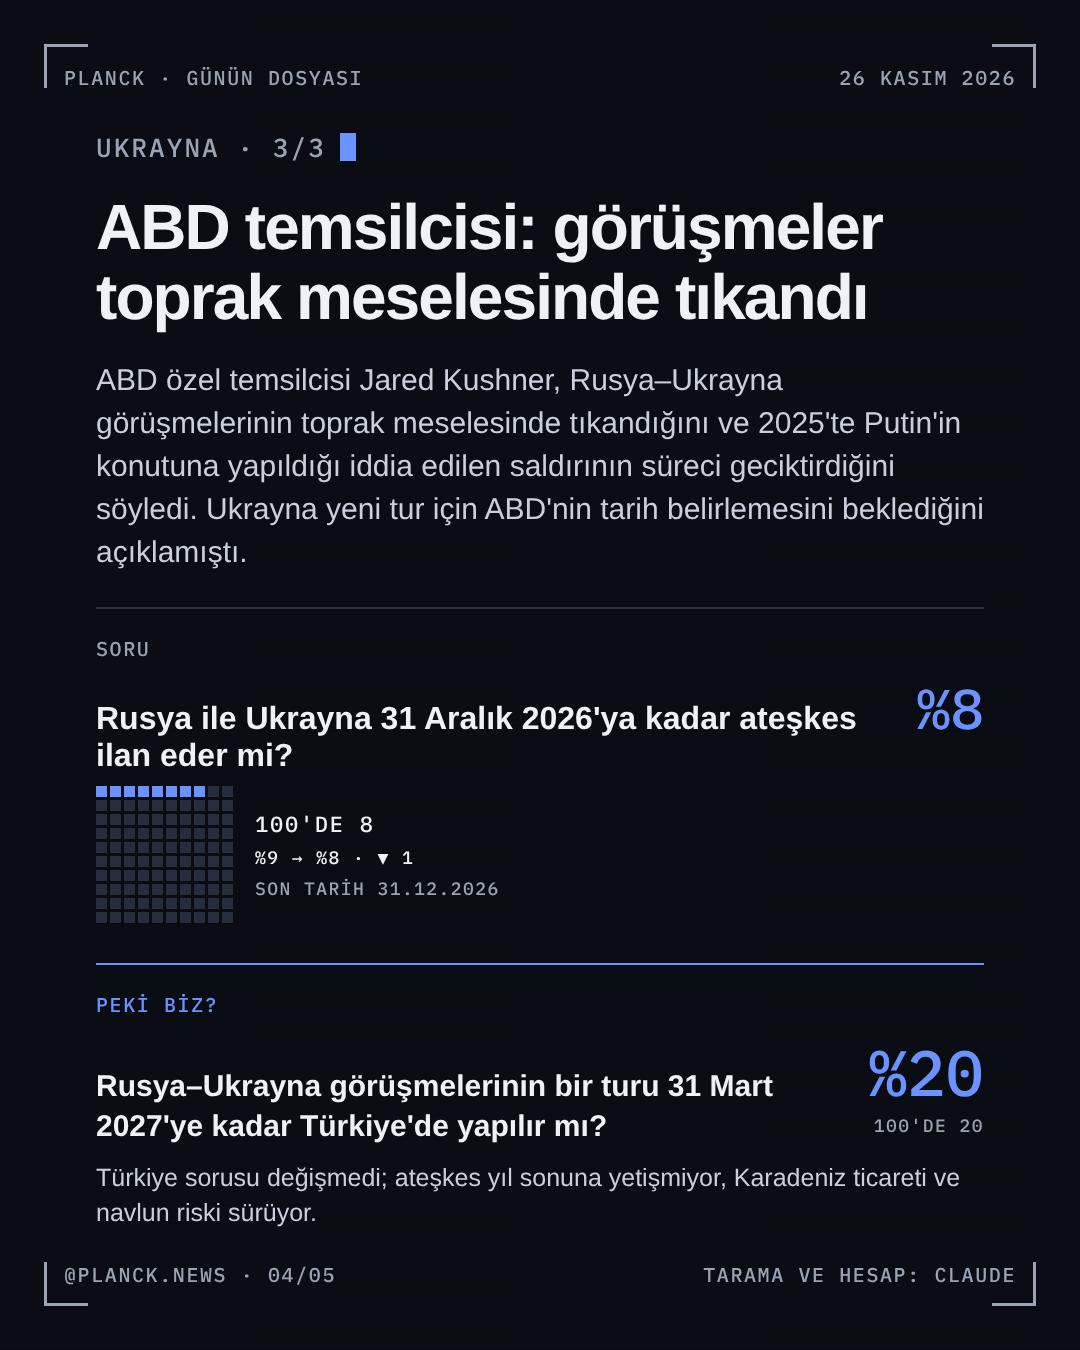 PLANCK · GÜNÜN DOSYASI
26 KASIM 2026
UKRAYNA · 3/3
ABD temsilcisi: görüşmeler
toprak meselesinde tıkandı
ABD özel temsilcisi Jared Kushner, Rusya–Ukrayna
görüşmelerinin toprak meselesinde tıkandığını ve 2025'te Putin'in
konutuna yapıldığı iddia edilen saldırının süreci geciktirdiğini
söyledi. Ukrayna yeni tur için ABD'nin tarih belirlemesini beklediğini
açıklamıştı.
SORU
Rusya ile Ukrayna 31 Aralık 2026'ya kadar ateşkes
ilan eder mi?
%8
100'DE 8
%9 → %8 · ▼ 1
SON TARİH 31.12.2026
PEKİ BİZ?
Rusya–Ukrayna görüşmelerinin bir turu 31 Mart
2027'ye kadar Türkiye'de yapılır mı?
%20
100'DE 20
Türkiye sorusu değişmedi; ateşkes yıl sonuna yetişmiyor, Karadeniz ticareti ve
navlun riski sürüyor.
@PLANCK.NEWS · 04/05
TARAMA VE HESAP: CLAUDE